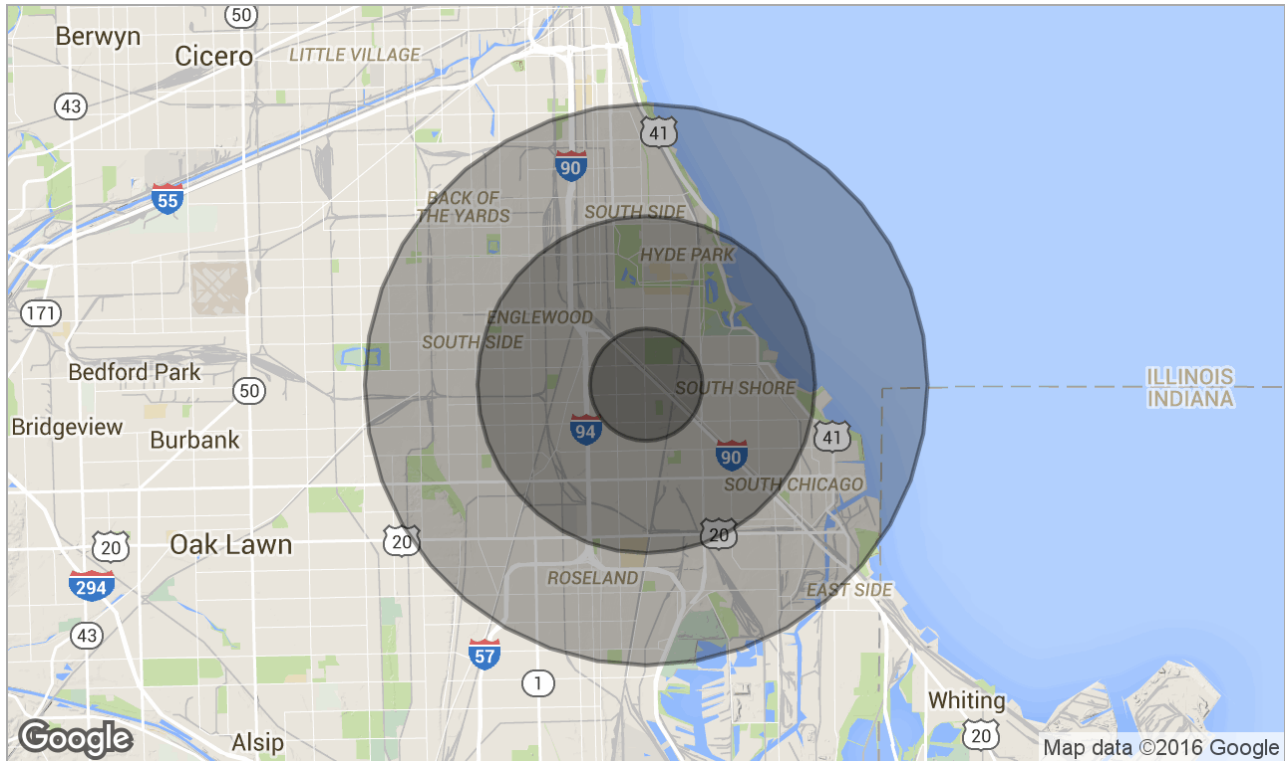 50
Berwyn
Cicero
LITTLE VILLAGE
43
41
90
55
BACK OF
THE YARDS
SOUTH SIDE
HYDE PARK
171
ENGLEWOOD
SOUTH SIDE
Bedford Park
50
SOUTH SHORE
ILLINOIS
INDIANA
Bridgeview
Burbank
94
41
90
SOUTH CHICAGO
20
Oak Lawn
20
20
294
ROSELAND
EAST SIDE
43
57
1
Whiting
20
Google
Alsip
Map data ©2016 Google